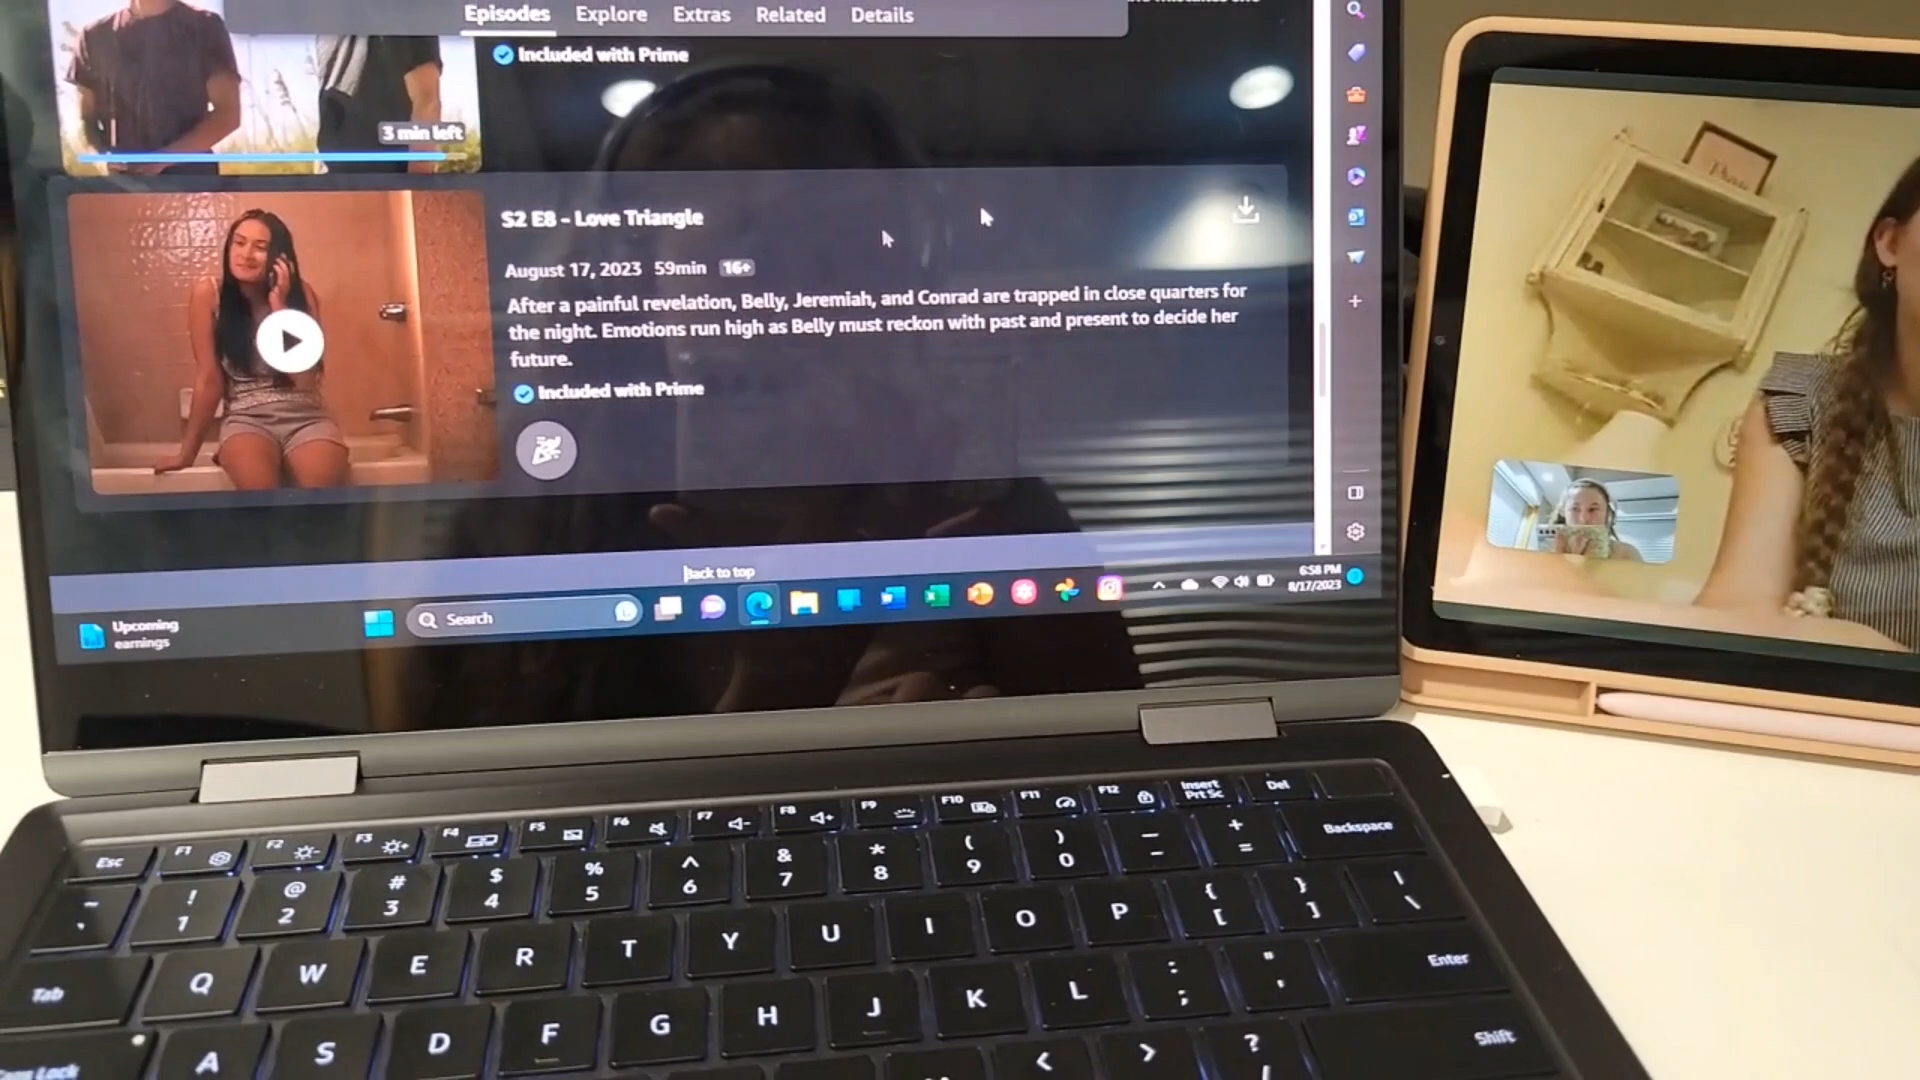 Episodes Explore Extras Related Details
Included with Prime
3 min left
S2 E8 - Love Triangle
August 17, 2023 59min 16+
After a painful revelation, Belly, Jeremiah, and Conrad are trapped in close quarters for
the night. Emotions run high as Belly must reckon with past and present to decide her
future.
Included with Prime
Back to top
Upcoming
earnings
Search
6:58 PM
8/17/2023
Esc F1 F2 F3 F4 F5 F6 F7 F8 F9 F10 F11 F12 Insert Del
Prt Sc
~ ! @ # $ % ^ & * ( ) — + Backspace
1 2 3 4 5 6 7 8 9 0 - =
Tab Q W E R T Y U I O P { [ } ] | \
Caps Lock A S D F G H J K L : ; " ' Enter
< > ? / Shift